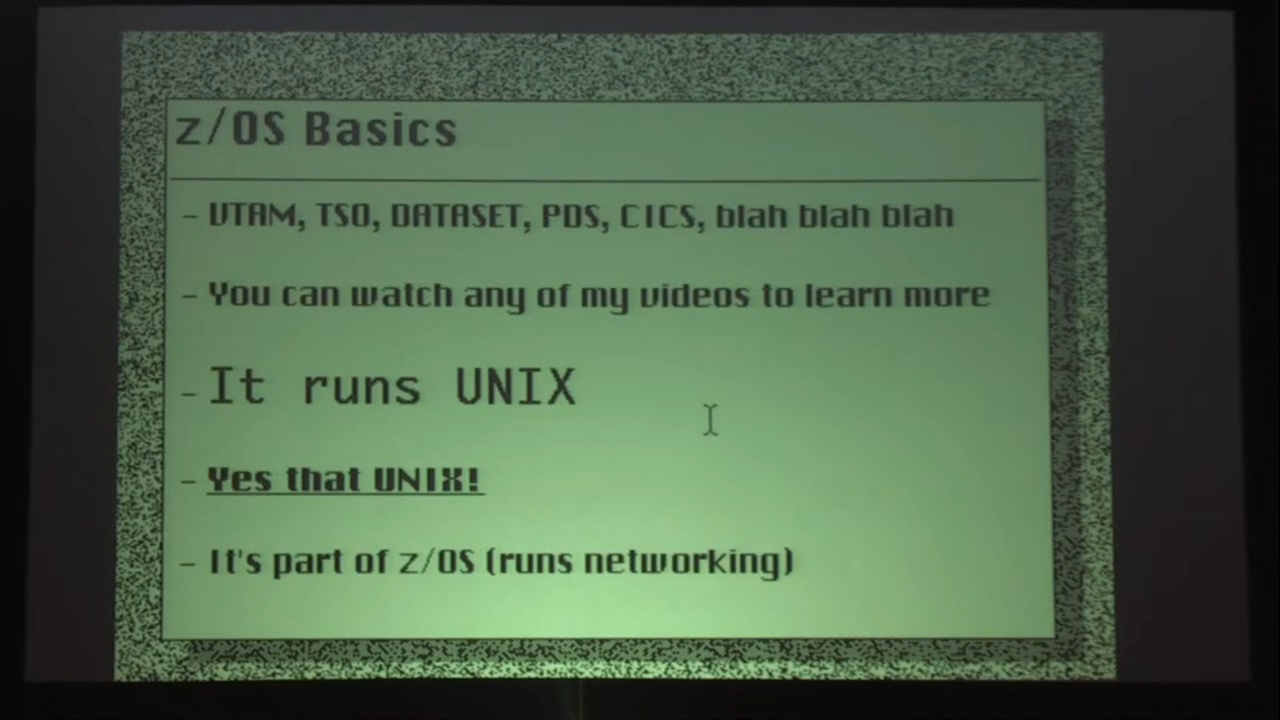 z/OS Basics
- VTAM, TSO, DATASET, PDS, CICS, blah blah blah
- You can watch any of my videos to learn more
- It runs UNIX
- Yes that UNIX!
- It's part of z/OS (runs networking)